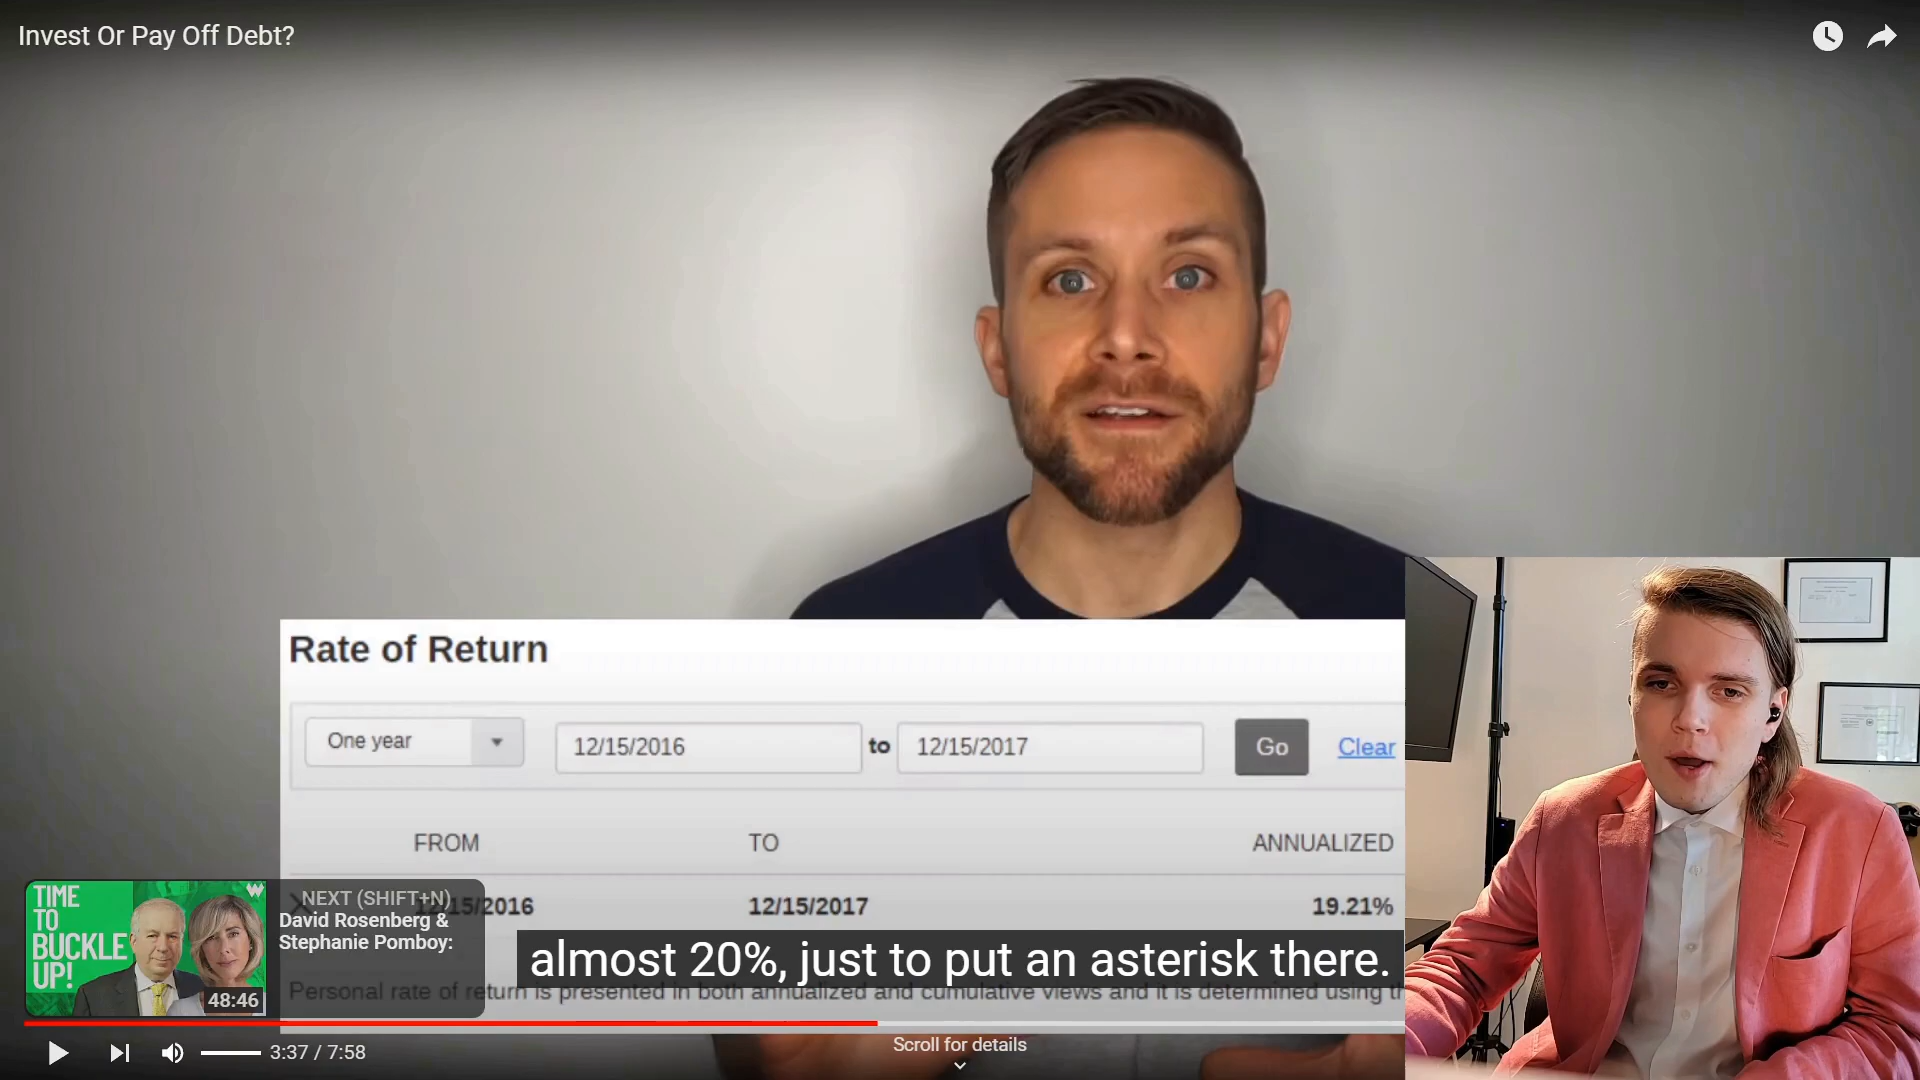 Invest Or Pay Off Debt?
Rate of Return
One year
12/15/2016
to
12/15/2017
Go
Clear
FROM
TO
ANNUALIZED
12/15/2016
12/15/2017
19.21%
TIME
TO
BUCKLE
UP!
W
48:46
NEXT (SHIFT+N)
David Rosenberg &
Stephanie Pomboy:
almost 20%, just to put an asterisk there.
Personal rate of return is presented in both annualized and cumulative views and it is determined using
3:37 / 7:58
Scroll for details